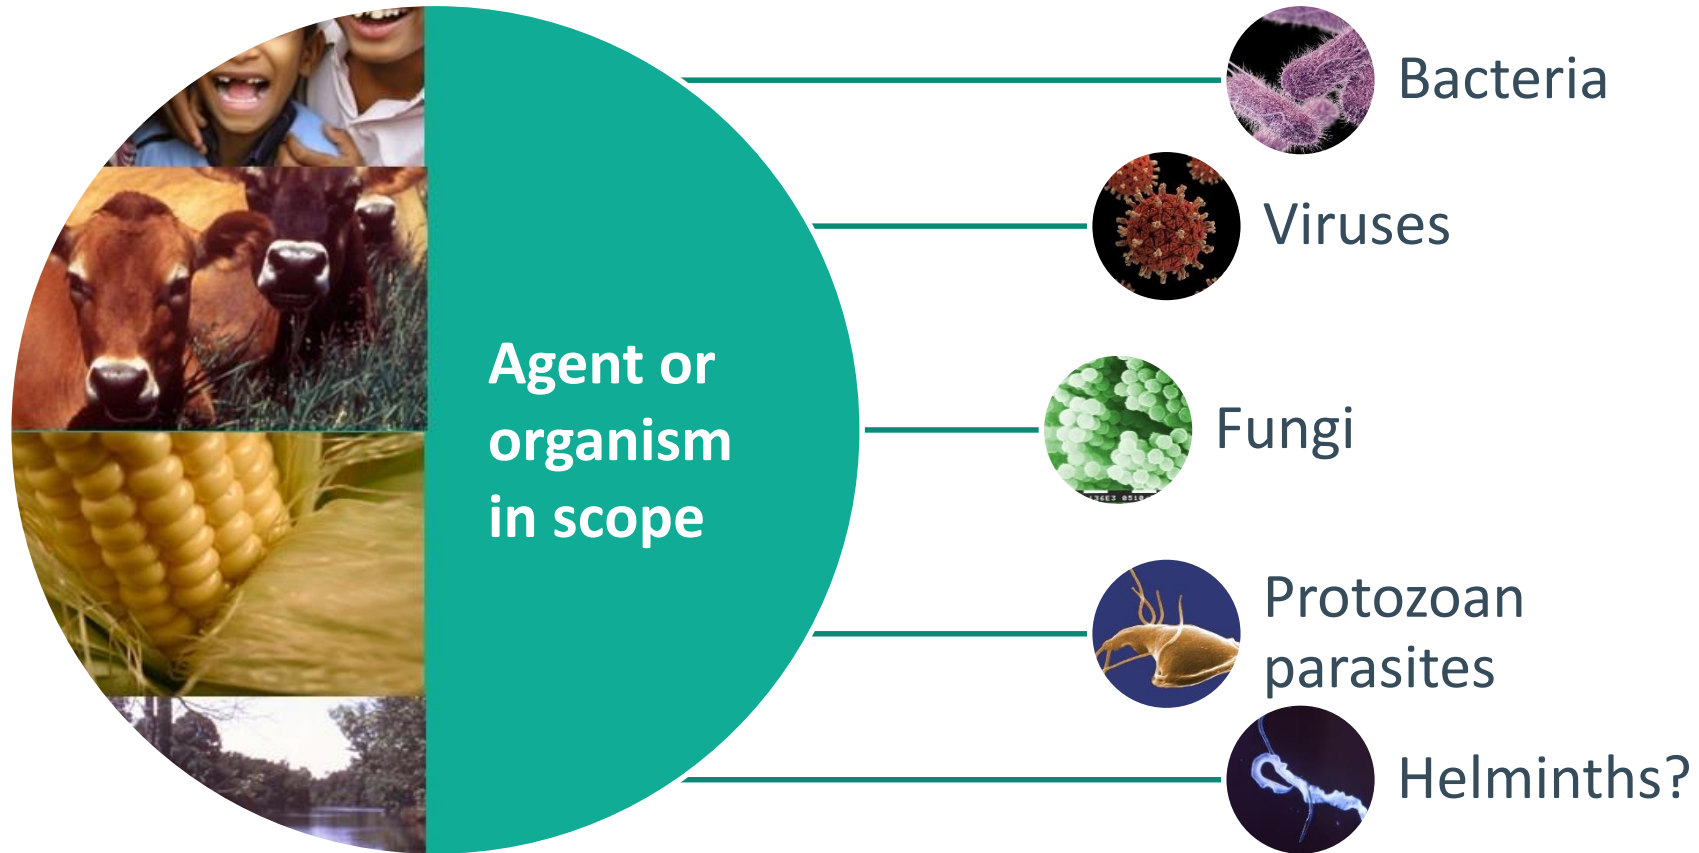 Agent or
organism
in scope
Bacteria
Viruses
Fungi
Protozoan
parasites
Helminths?